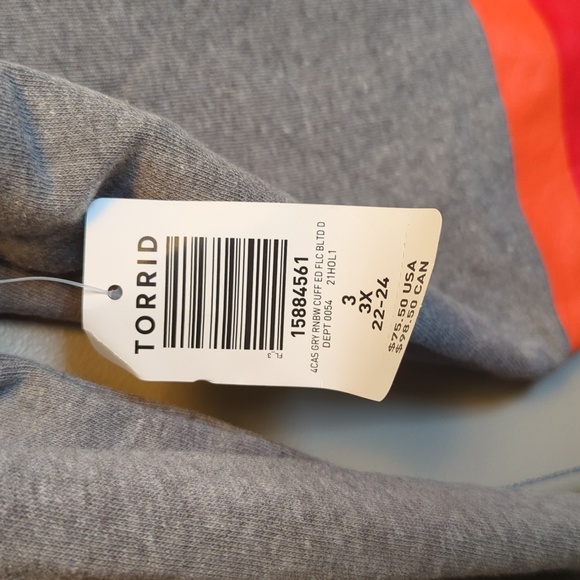 TORRID
15884561
4CAS GRY RNBW CUFF ED FLC BLTD D
DEPT 0054 21HOL1
3
3X
22-24
$75.50 USA
$98.50 CAN